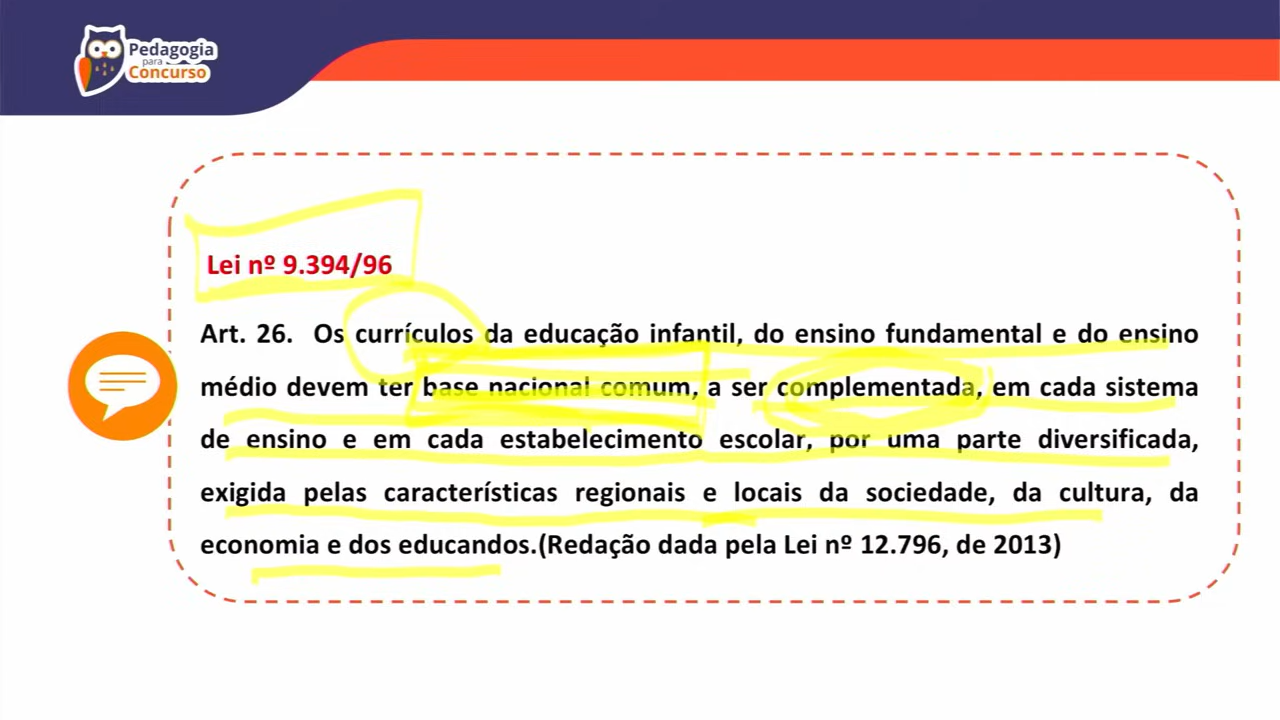 Pedagogia
para
Concurso
Lei nº 9.394/96
Art. 26. Os currículos da educação infantil, do ensino fundamental e do ensino
médio devem ter base nacional comum, a ser complementada, em cada sistema
de ensino e em cada estabelecimento escolar, por uma parte diversificada,
exigida pelas características regionais e locais da sociedade, da cultura, da
economia e dos educandos.(Redação dada pela Lei nº 12.796, de 2013)